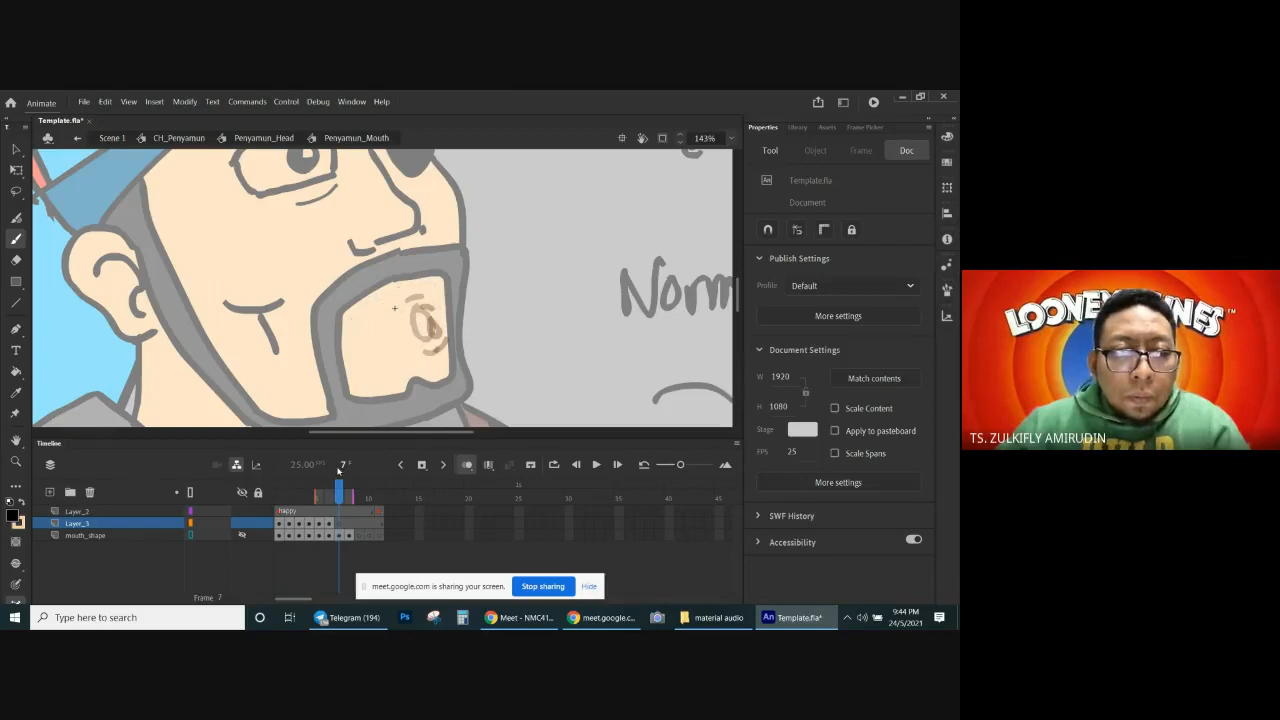 Animate File Edit View Insert Modify Text Commands Control Debug Window Help
Template.fla*
Scene 1 CH_Penyamun Penyamun_Head Penyamun_Mouth 143%
Norm
LOONEY TUNES ™
TS. ZULKIFLY AMIRUDIN
Properties Library Assets Frame Picker
Tool Object Frame Doc
An Template.fla
Document
Publish Settings
Profile Default
More settings
Document Settings
W 1920 Match contents
H 1080 Scale Content
Stage Apply to pasteboard
FPS 25 Scale Spans
More settings
SWF History
Accessibility
Timeline
25.00 FPS 7 F
1s
10 15 20 25 30 35 40 45
Layer_2 happy
Layer_3
mouth_shape
Frame 7
meet.google.com is sharing your screen. Stop sharing Hide
Type here to search
Telegram (194)
Ps
Meet - NMC41...
meet.google.c...
material audio
An Template.fla*
9:44 PM
24/5/2021